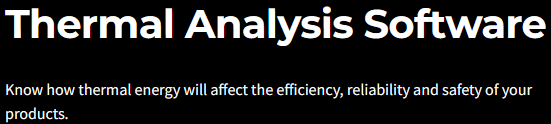 Thermal Analysis Software
Know how thermal energy will affect the efficiency, reliability and safety of your
products.